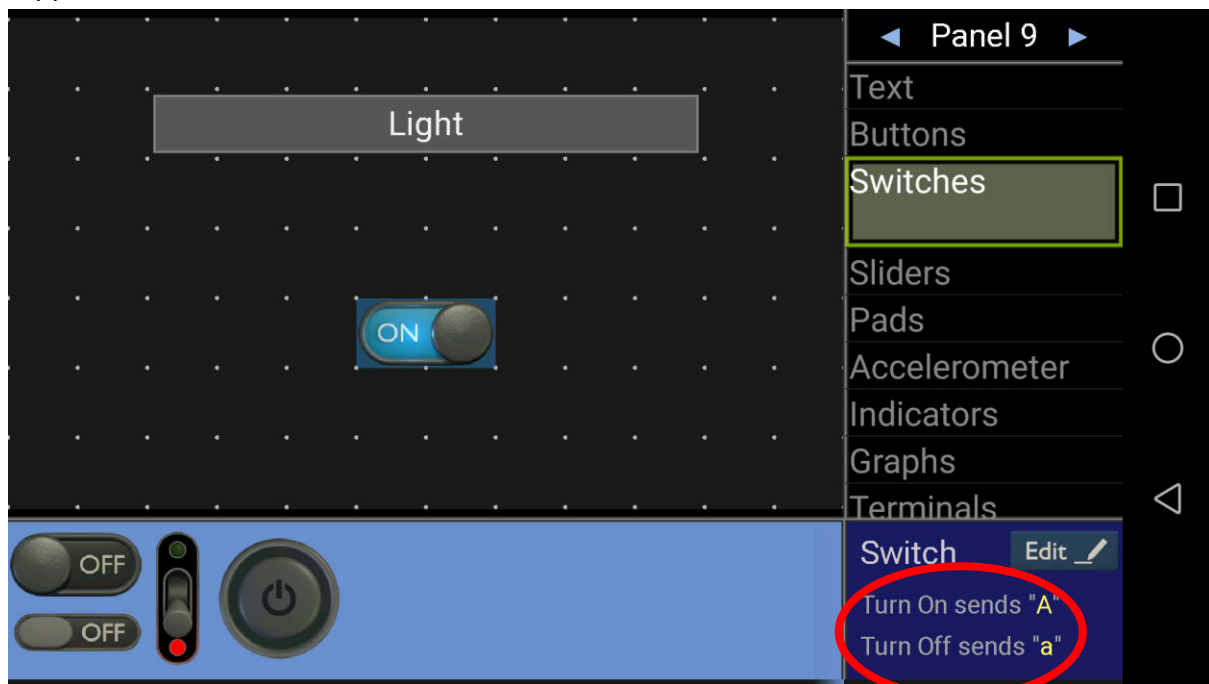 Panel 9
Text
Light
Buttons
Switches
Sliders
ON
Pads
Accelerometer
Indicators
Graphs
Terminals
OFF
OFF
Switch
Edit
Turn On sends "A"
Turn Off sends "a"